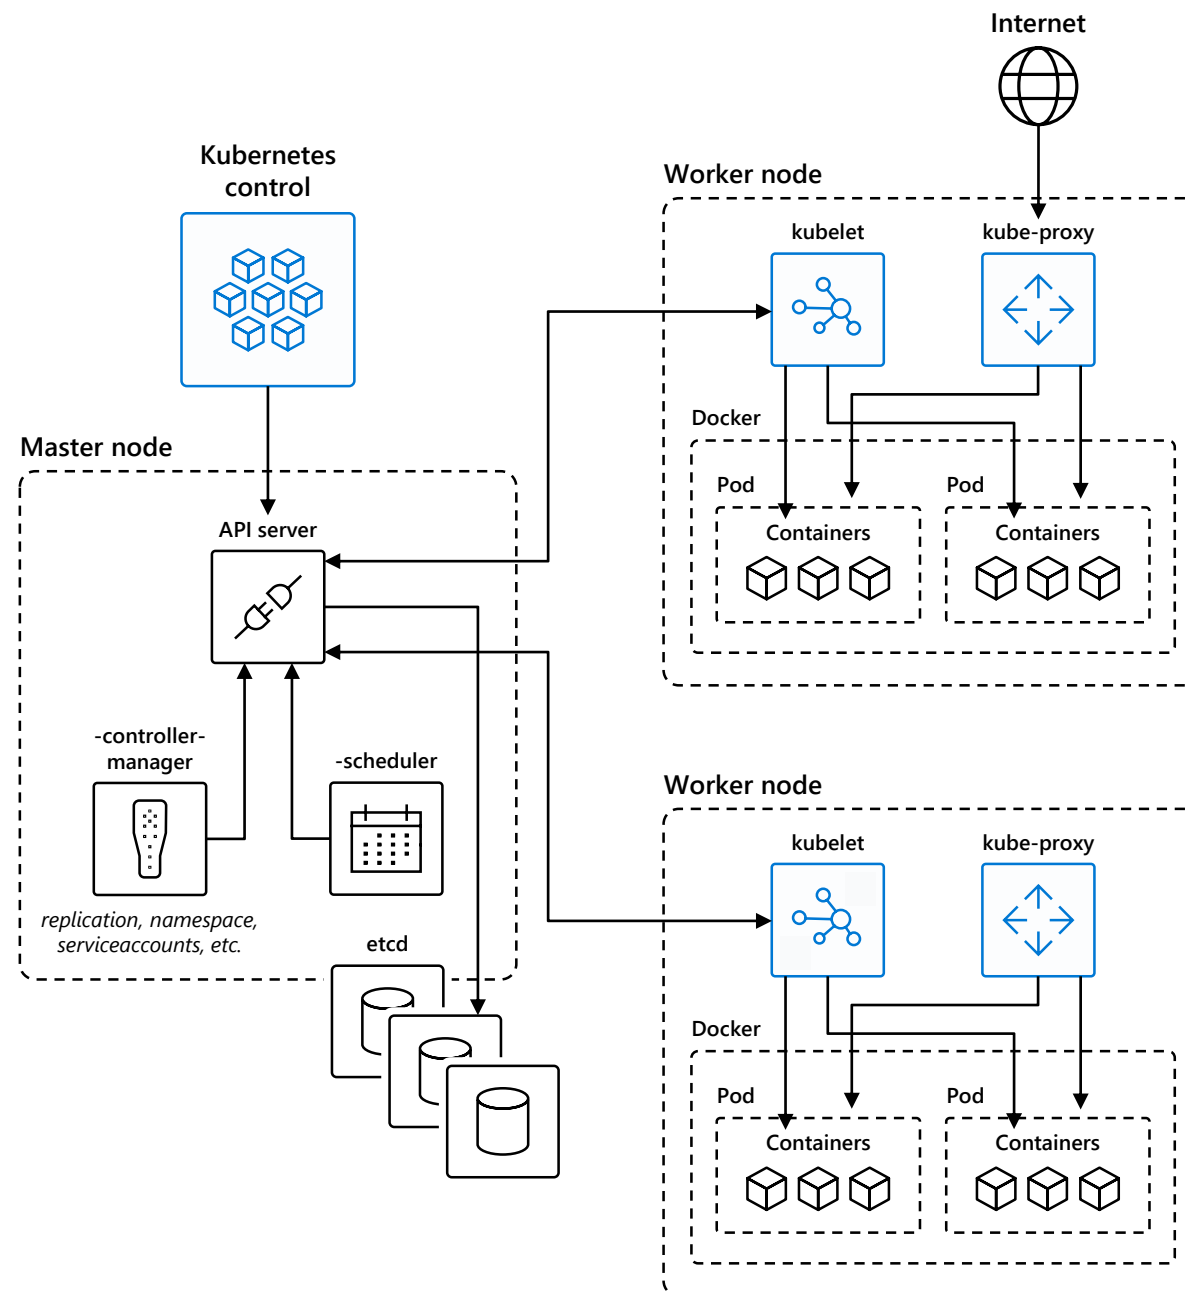 Internet
Kubernetes
control
Worker node
kubelet
kube-proxy
Docker
Pod
Pod
Containers
Containers
Master node
API server
-controller-
manager
-scheduler
replication, namespace,
serviceaccounts, etc.
etcd
Worker node
kubelet
kube-proxy
Docker
Pod
Pod
Containers
Containers